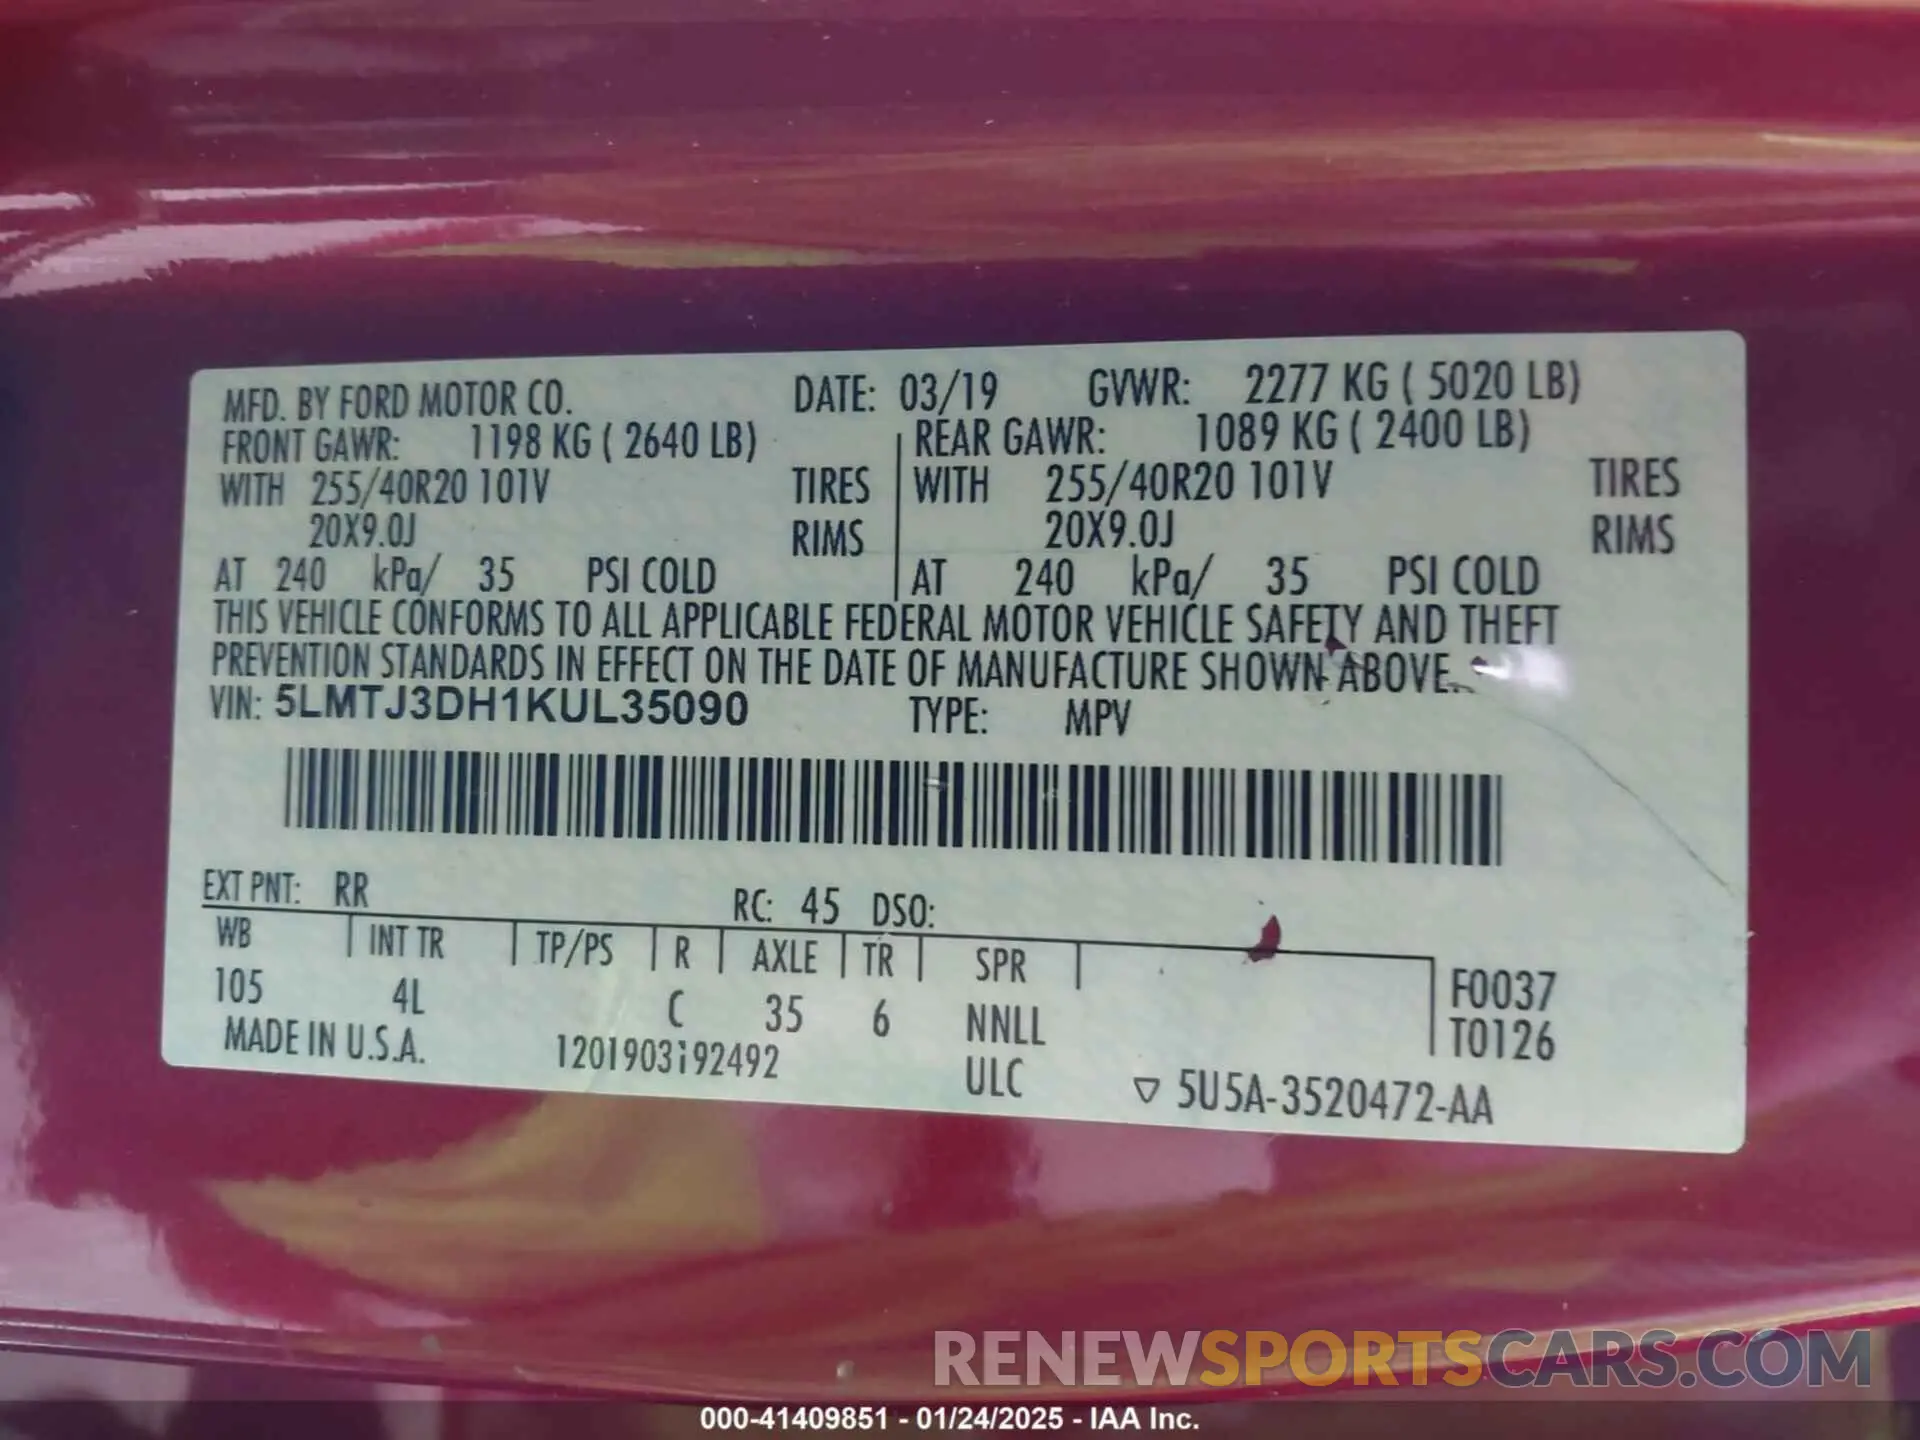 MFD. BY FORD MOTOR CO. DATE: 03/19 GVWR: 2277 KG ( 5020 LB)
FRONT GAWR: 1198 KG ( 2640 LB) REAR GAWR: 1089 KG ( 2400 LB)
WITH 255/40R20 101V TIRES WITH 255/40R20 101V TIRES
20X9.0J RIMS 20X9.0J RIMS
AT 240 kPa/ 35 PSI COLD AT 240 kPa/ 35 PSI COLD
THIS VEHICLE CONFORMS TO ALL APPLICABLE FEDERAL MOTOR VEHICLE SAFETY AND THEFT
PREVENTION STANDARDS IN EFFECT ON THE DATE OF MANUFACTURE SHOWN ABOVE.
VIN: 5LMTJ3DH1KUL35090 TYPE: MPV
EXT PNT: RR RC: 45 DSO:
WB INT TR TP/PS R AXLE TR SPR F0037
105 4L C 35 6 NNLL T0126
MADE IN U.S.A. 1201903i92492 ULC ▽ 5U5A-3520472-AA
RENEWSPORTSCARS.COM
000-41409851 - 01/24/2025 - IAA Inc.